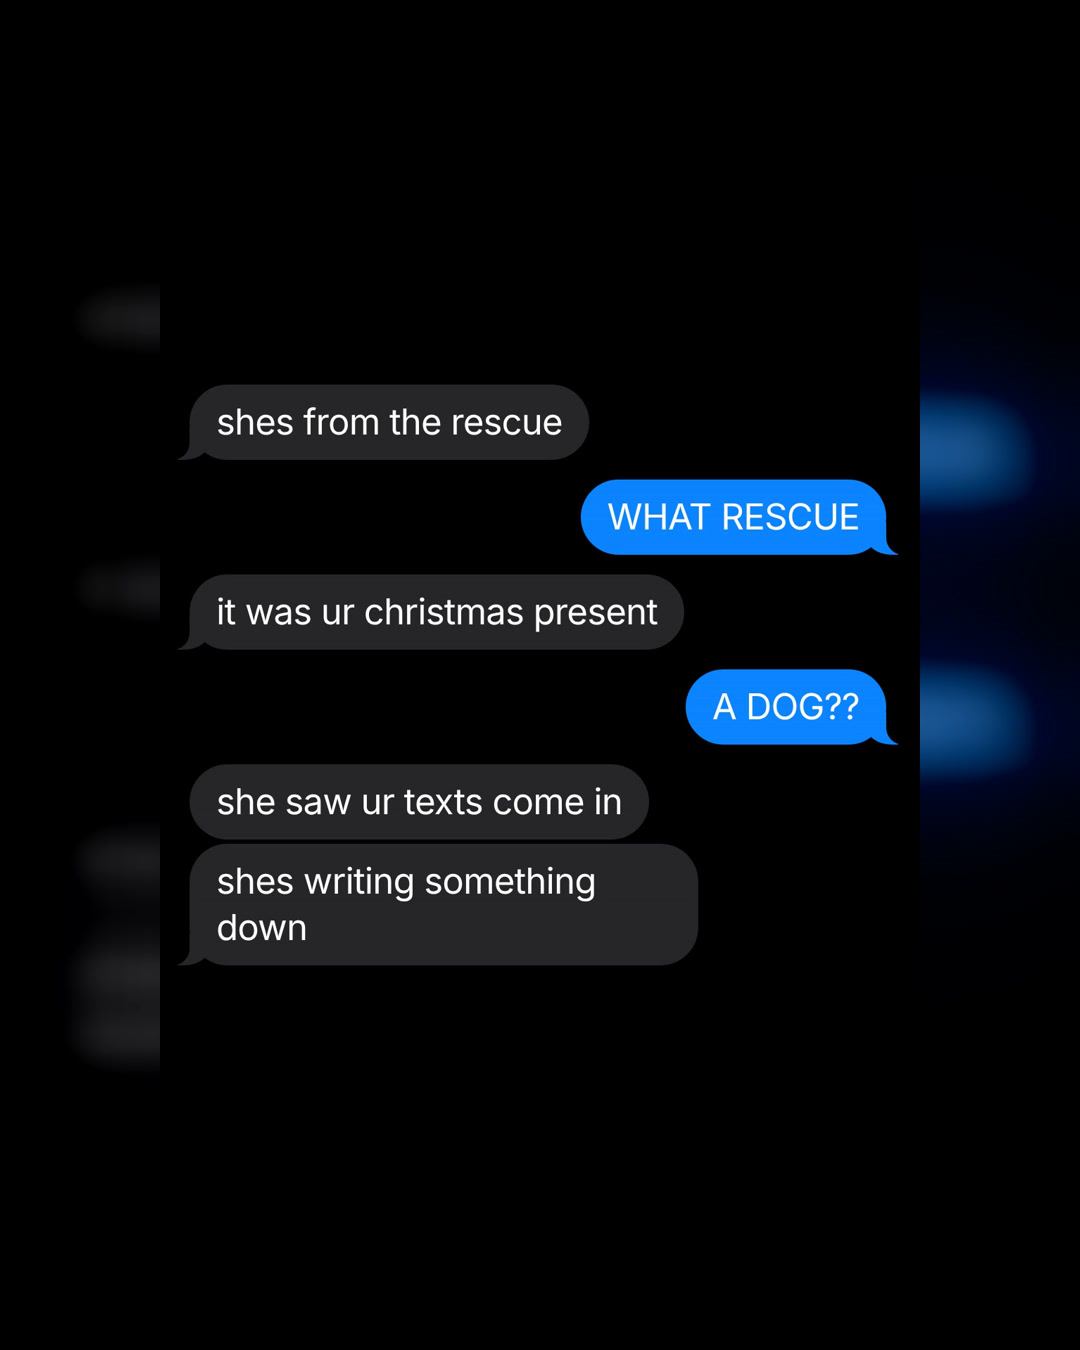 shes from the rescue
WHAT RESCUE
it was ur christmas present
A DOG??
she saw ur texts come in
shes writing something
down